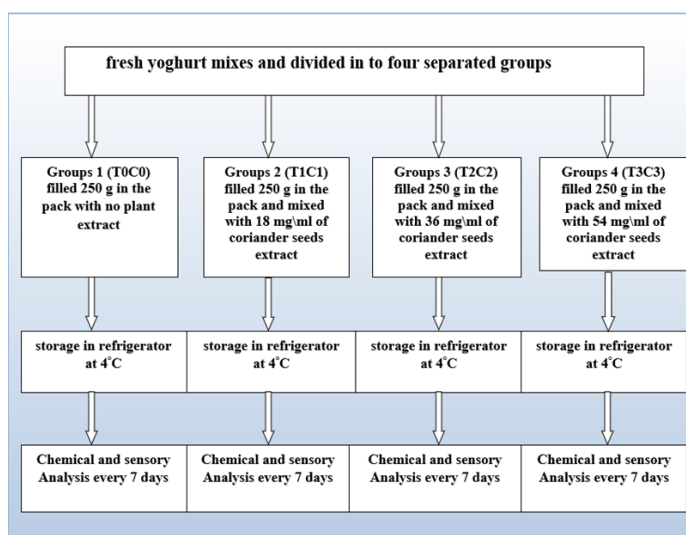 fresh yoghurt mixes and divided in to four separated groups
Groups 1 (T0C0)
filled 250 g in the
pack with no plant
extract
Groups 2 (T1C1)
filled 250 g in the
pack and mixed
with 18 mg\ml of
coriander seeds
extract
Groups 3 (T2C2)
filled 250 g in the
pack and mixed
with 36 mg\ml of
coriander seeds
extract
Groups 4 (T3C3)
filled 250 g in the
pack and mixed
with 54 mg\ml of
coriander seeds
extract
storage in refrigerator
at 4°C
storage in refrigerator
at 4°C
storage in refrigerator
at 4°C
storage in refrigerator
at 4°C
Chemical and sensory
Analysis every 7 days
Chemical and sensory
Analysis every 7 days
Chemical and sensory
Analysis every 7 days
Chemical and sensory
Analysis every 7 days